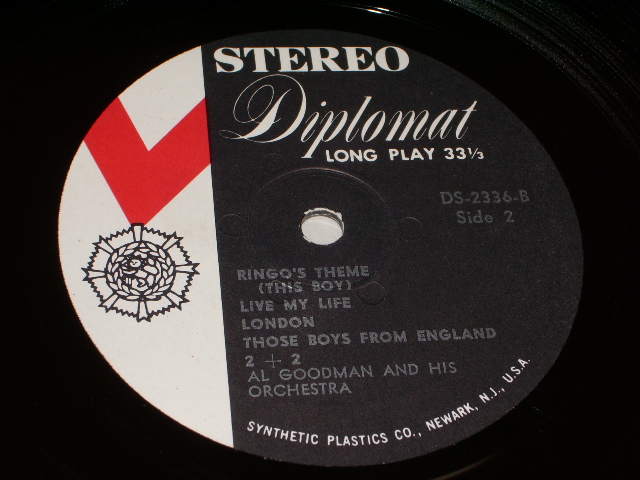 STEREO
Diplomat
LONG PLAY 33⅓
DS-2336-B
Side 2
RINGO'S THEME
(THIS BOY)
LIVE MY LIFE
LONDON
THOSE BOYS FROM ENGLAND
2 + 2
AL GOODMAN AND HIS
ORCHESTRA
SYNTHETIC PLASTICS CO., NEWARK, N.J., U.S.A.